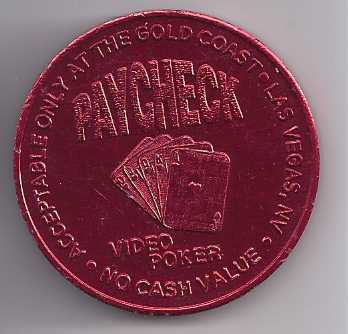 • ACCEPTABLE ONLY AT THE GOLD COAST • LAS VEGAS, NV •
PAYCHECK
VIDEO
POKER
NO CASH VALUE